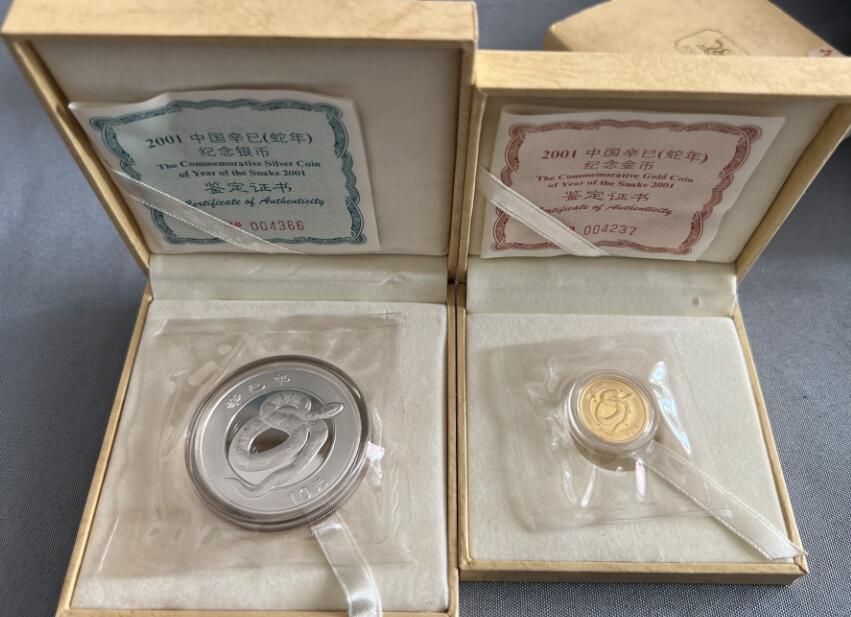 2001 中国辛巳(蛇年)
纪念银币
The Commemorative Silver Coin
of Year of the Snake 2001
鉴定证书
Certificate of Authenticity
004366
2001 中国辛巳(蛇年)
纪念金币
The Commemorative Gold Coin
of Year of the Snake 2001
鉴定证书
Certificate of Authenticity
004237
辛巳年
10元